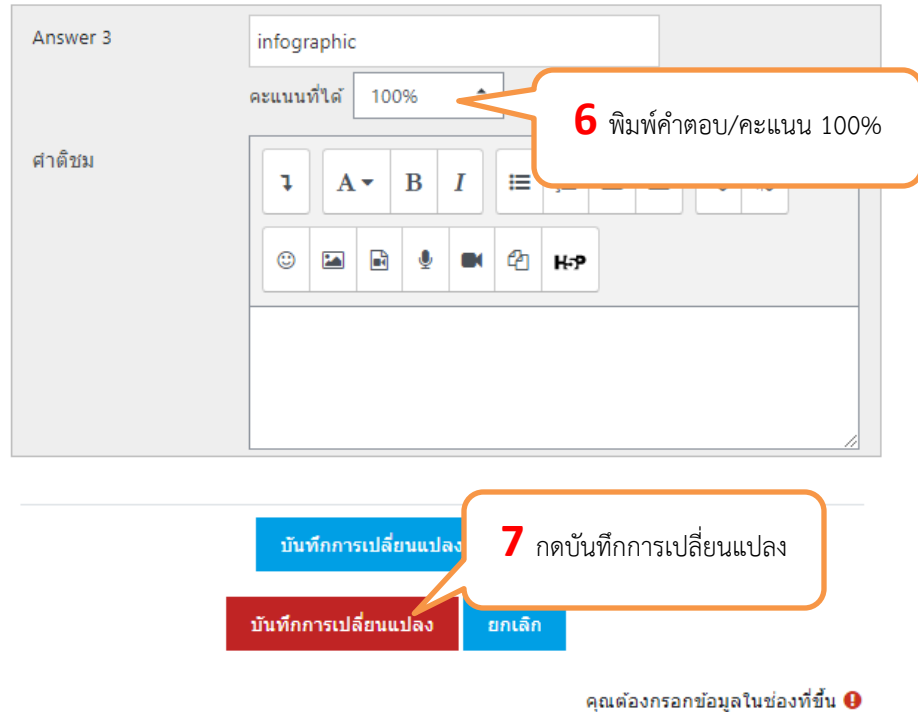 Answer 3
infographic
คะแนนที่ได้ 100%
6 พิมพ์คำตอบ/คะแนน 100%
คำติชม
A B I
H5P
บันทึกการเปลี่ยนแปลง
7 กดบันทึกการเปลี่ยนแปลง
บันทึกการเปลี่ยนแปลง ยกเลิก
คุณต้องกรอกข้อมูลในช่องที่ขึ้น